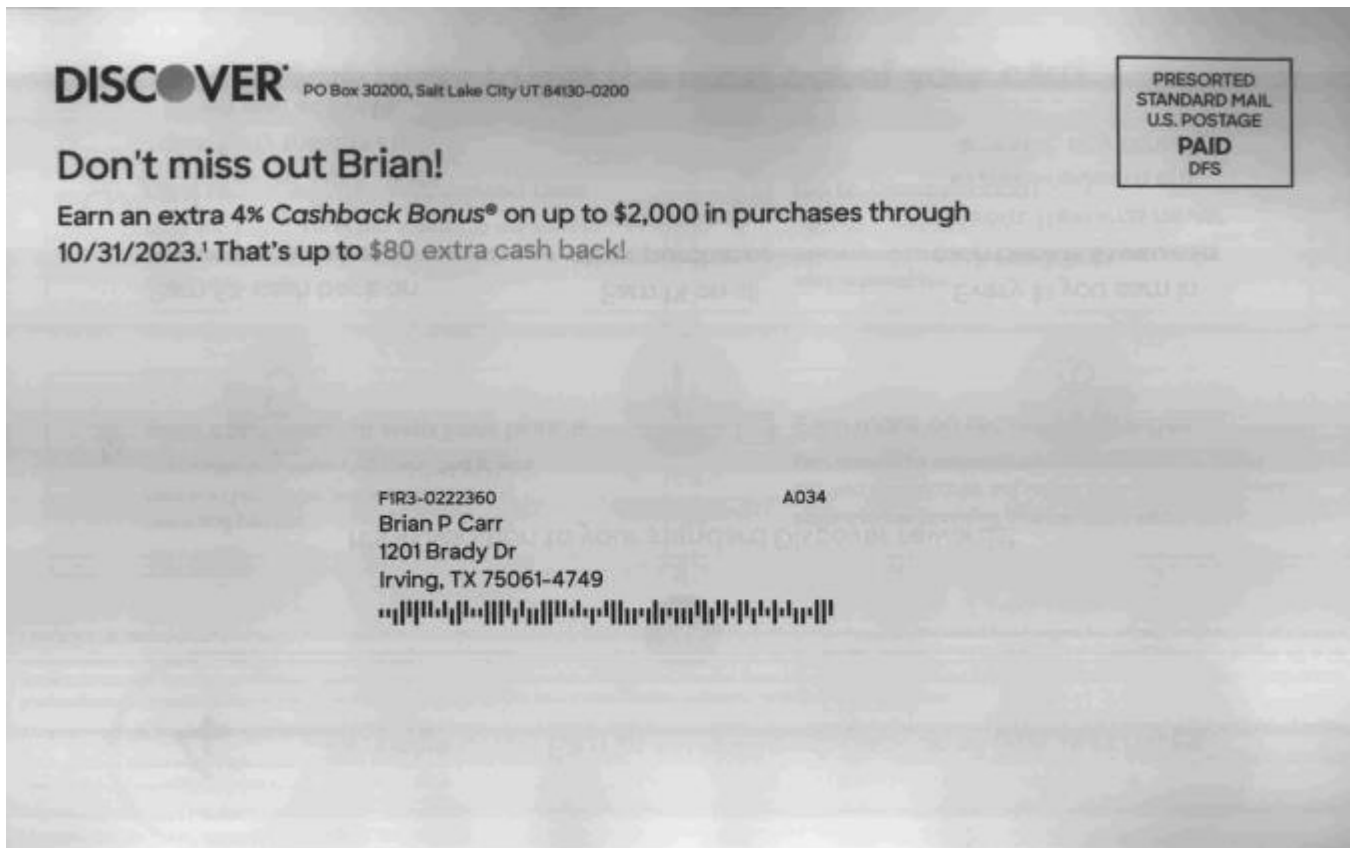 DISCOVER PO Box 30200, Salt Lake City UT 84130-0200
PRESORTED
STANDARD MAIL
U.S. POSTAGE
PAID
DFS
Don't miss out Brian!
Earn an extra 4% Cashback Bonus® on up to $2,000 in purchases through
10/31/2023.¹ That's up to $80 extra cash back!
F1R3-0222360 A034
Brian P Carr
1201 Brady Dr
Irving, TX 75061-4749